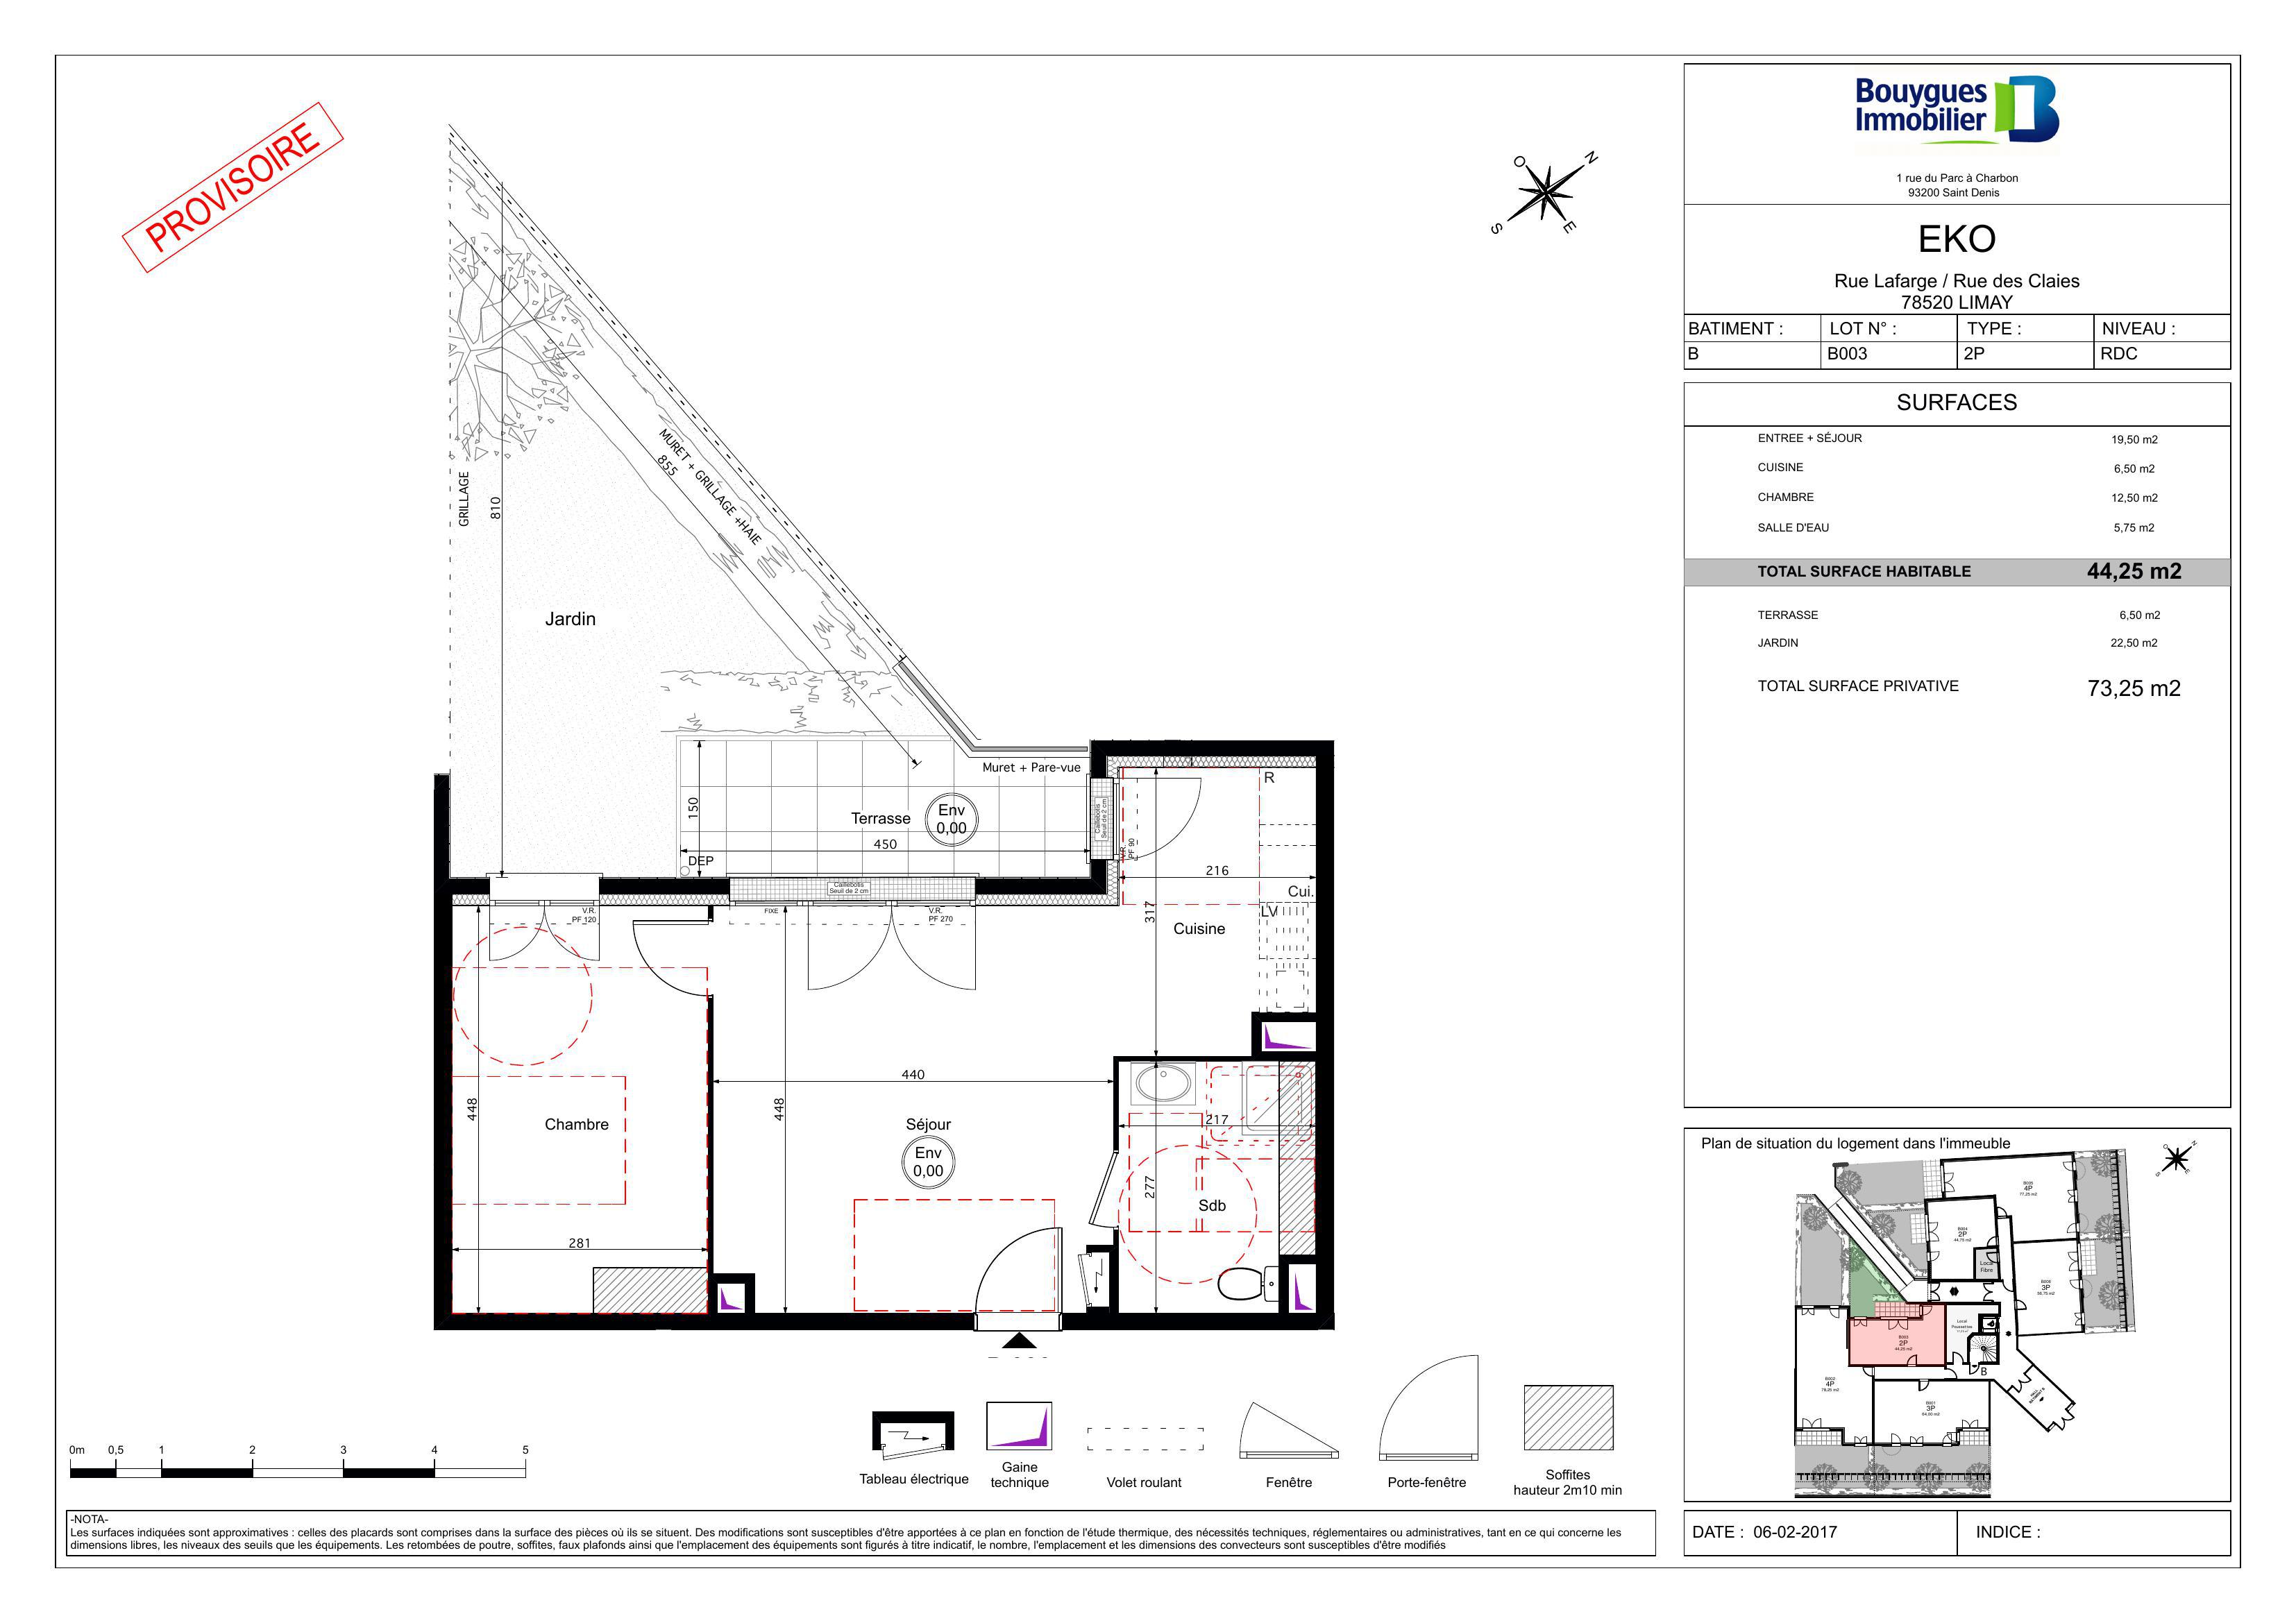 PROVISOIRE
O
N
S
E
GRILLAGE
810
MURET + GRILLAGE +HAIE
855
Jardin
Muret + Pare-vue
150
Terrasse
Env
0,00
450
DEP
Caillebotis
Seuil de 2 cm
Caillebotis
Seuil de 2 cm
V.R.
PF 90
R
216
Cui.
LV
317
Cuisine
V.R.
PF 120
FIXE
V.R.
PF 270
448
448
440
Chambre
Séjour
Env
0,00
217
277
Sdb
281
0m
0,5
1
2
3
4
5
Tableau électrique
Gaine
technique
Volet roulant
Fenêtre
Porte-fenêtre
Soffites
hauteur 2m10 min
-NOTA-
Les surfaces indiquées sont approximatives : celles des placards sont comprises dans la surface des pièces où ils se situent. Des modifications sont susceptibles d'être apportées à ce plan en fonction de l'étude thermique, des nécessités techniques, réglementaires ou administratives, tant en ce qui concerne les
dimensions libres, les niveaux des seuils que les équipements. Les retombées de poutre, soffites, faux plafonds ainsi que l'emplacement des équipements sont figurés à titre indicatif, le nombre, l'emplacement et les dimensions des convecteurs sont susceptibles d'être modifiés
Bouygues
Immobilier
1 rue du Parc à Charbon
93200 Saint Denis
EKO
Rue Lafarge / Rue des Claies
78520 LIMAY
BATIMENT : LOT N° : TYPE : NIVEAU :
B B003 2P RDC
SURFACES
ENTREE + SÉJOUR 19,50 m2
CUISINE 6,50 m2
CHAMBRE 12,50 m2
SALLE D'EAU 5,75 m2
TOTAL SURFACE HABITABLE 44,25 m2
TERRASSE 6,50 m2
JARDIN 22,50 m2
TOTAL SURFACE PRIVATIVE 73,25 m2
Plan de situation du logement dans l'immeuble
O
N
S
E
B005
4P
77,25 m2
B004
2P
44,75 m2
Local
Fibre
3P
Local
Poussettes
B003
2P
44,25 m2
B
B002
4P
78,25 m2
B001
3P
DATE : 06-02-2017
INDICE :